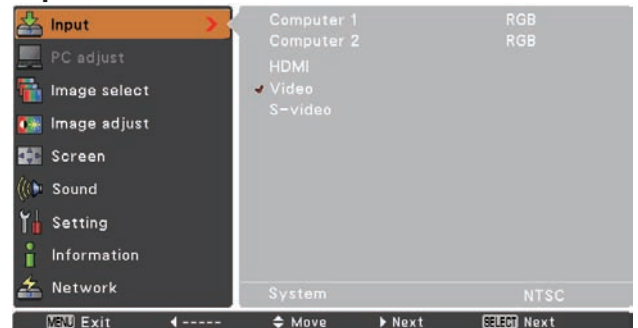 Input
PC adjust
Image select
Image adjust
Screen
Sound
Setting
Information
Network
Computer 1 RGB
Computer 2 RGB
HDMI
Video
S-video
System NTSC
MENU Exit ----- Move Next SELECT Next